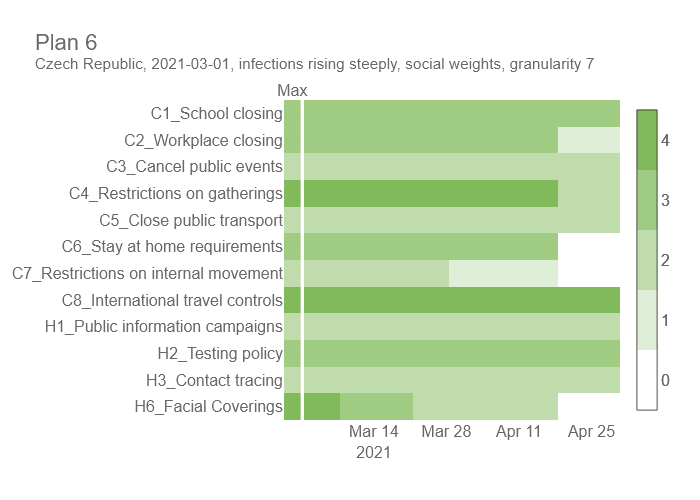 Plan 6
Czech Republic, 2021-03-01, infections rising steeply, social weights, granularity 7
Max
C1_School closing
C2_Workplace closing
C3_Cancel public events
C4_Restrictions on gatherings
C5_Close public transport
C6_Stay at home requirements
C7_Restrictions on internal movement
C8_International travel controls
H1_Public information campaigns
H2_Testing policy
H3_Contact tracing
H6_Facial Coverings
4
3
2
1
0
Mar 14 Mar 28 Apr 11 Apr 25
2021